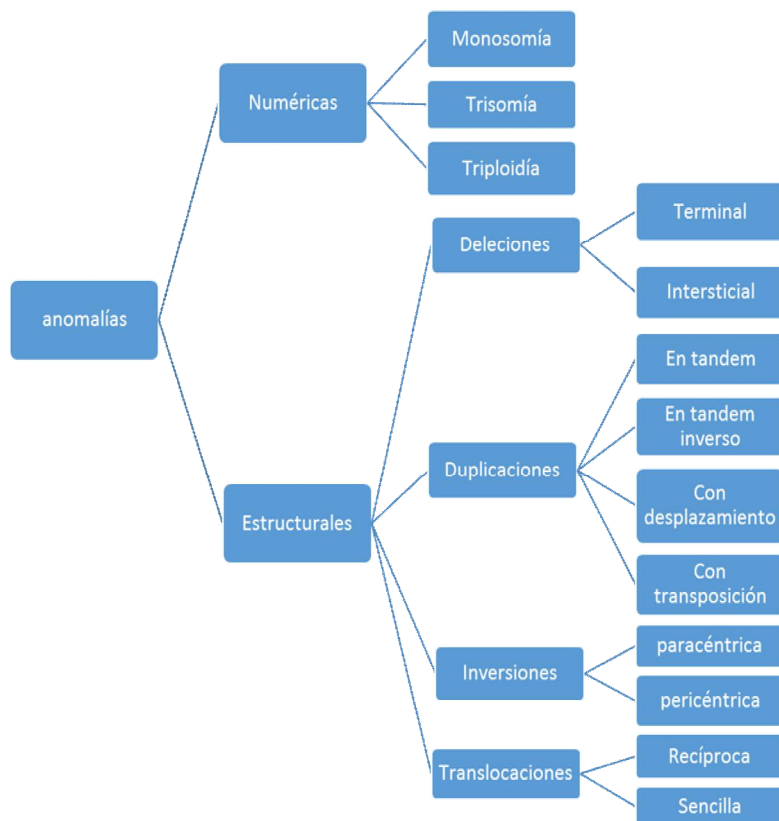 anomalías
Numéricas
Monosomía
Trisomía
Triploidía
Estructurales
Deleciones
Terminal
Intersticial
Duplicaciones
En tandem
En tandem
inverso
Con
desplazamiento
Con
transposición
Inversiones
paracéntrica
pericéntrica
Translocaciones
Recíproca
Sencilla